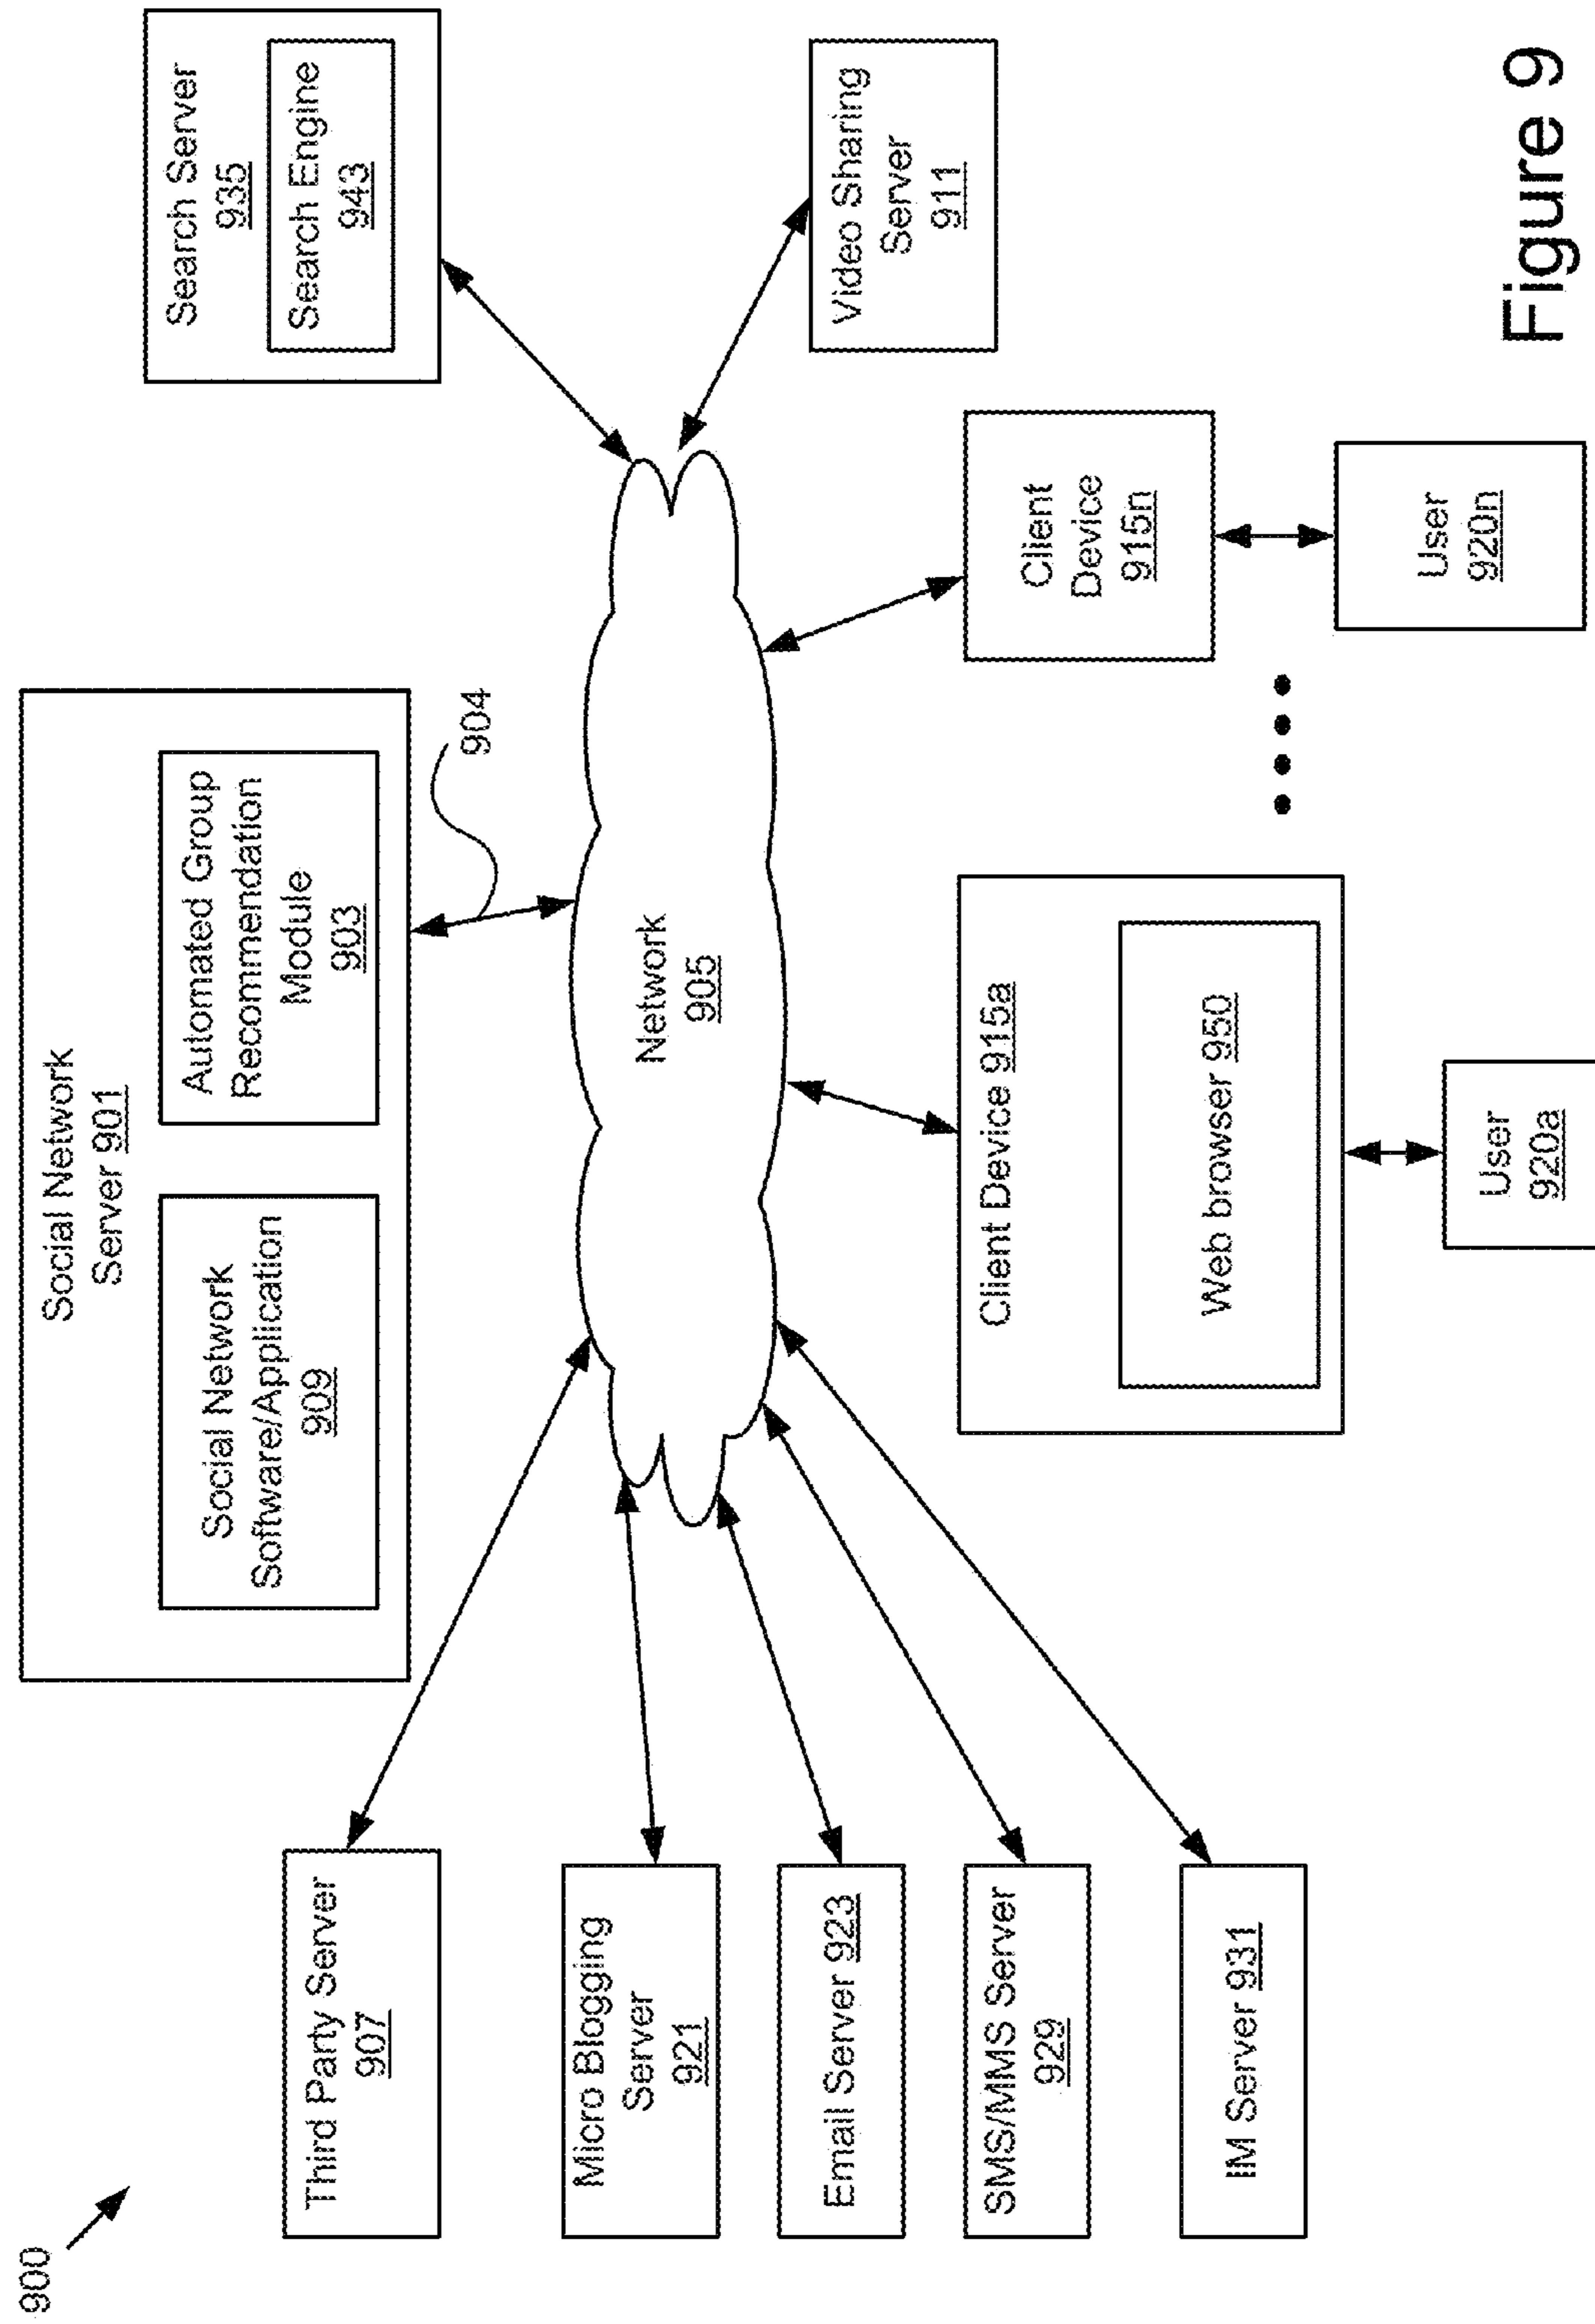 900
Social Network
Server 901
Social Network
Software/Application
909
Automated Group
Recommendation
Module
903
904
Search Server
935
Search Engine
943
Third Party Server
907
Micro Blogging
Server
921
Email Server 923
SMS/MMS Server
929
IM Server 931
Network
905
Video Sharing
Server
911
Client Device 915a
Web browser 950
User
920a
Client
Device
915n
User
920n
Figure 9